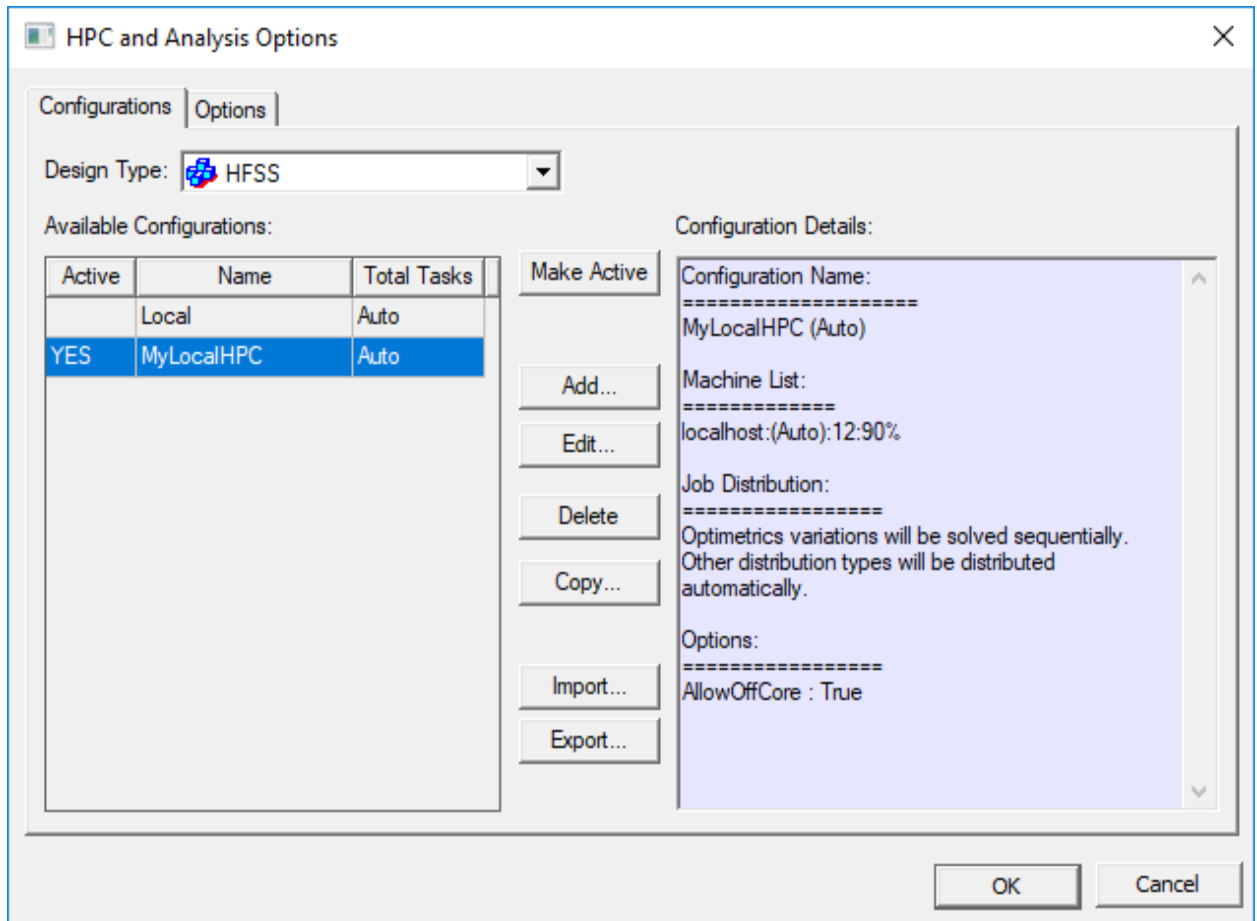 HPC and Analysis Options
Configurations
Options
Design Type: HFSS
Available Configurations:
Active Name Total Tasks
Local Auto
YES MyLocalHPC Auto
Make Active
Add...
Edit...
Delete
Copy...
Import...
Export...
Configuration Details:
Configuration Name:
=====================
MyLocalHPC (Auto)
Machine List:
=============
localhost:(Auto):12:90%
Job Distribution:
=================
Optimetrics variations will be solved sequentially.
Other distribution types will be distributed
automatically.
Options:
=================
AllowOffCore : True
OK
Cancel